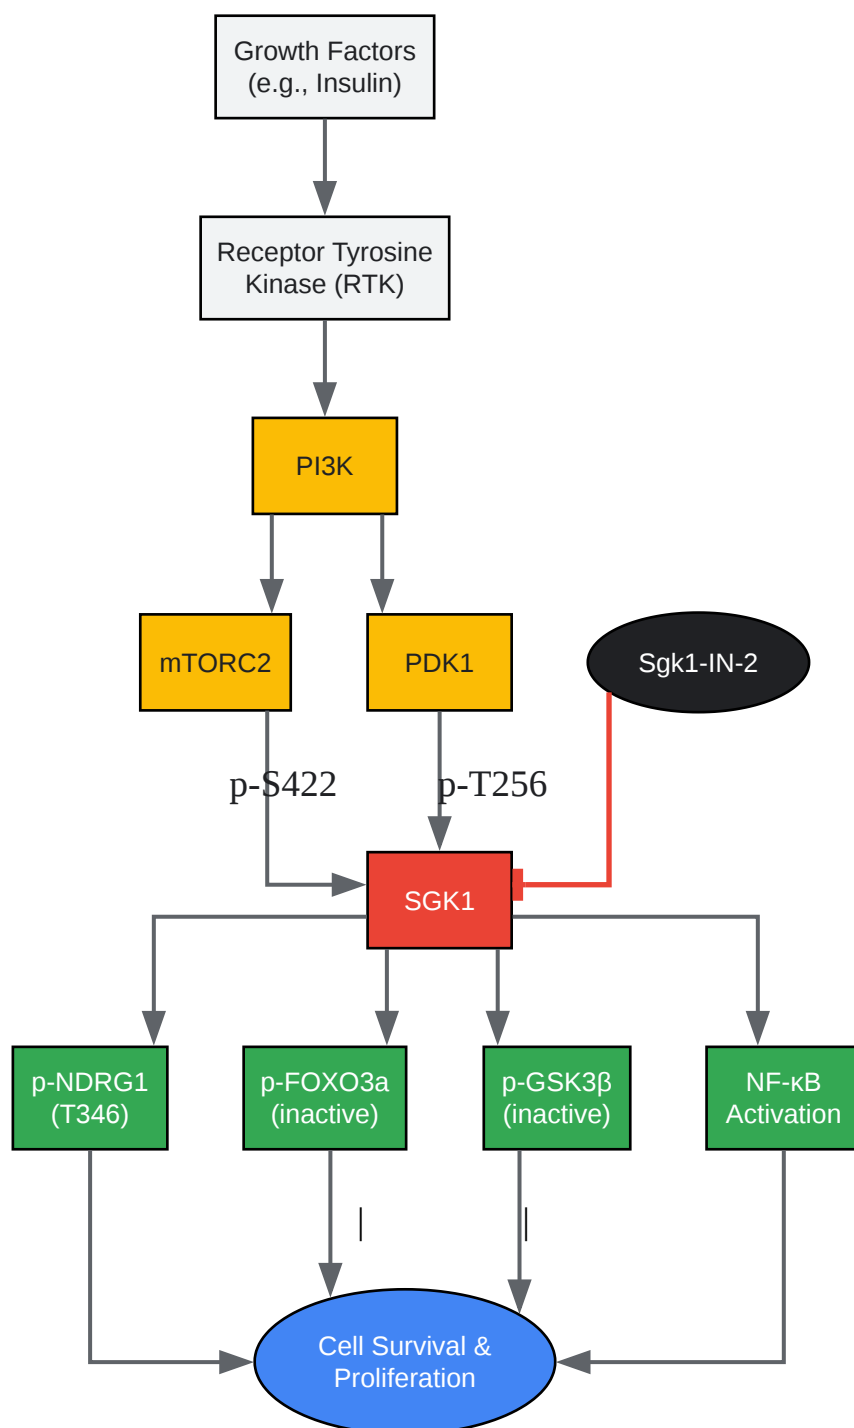 Growth Factors
(e.g., Insulin)
Receptor Tyrosine
Kinase (RTK)
PI3K
mTORC2
PDK1
Sgk1-IN-2
p-S422
p-T256
SGK1
p-NDRG1
(T346)
p-FOXO3a
(inactive)
p-GSK3β
(inactive)
NF-κB
Activation
|
|
Cell Survival &
Proliferation